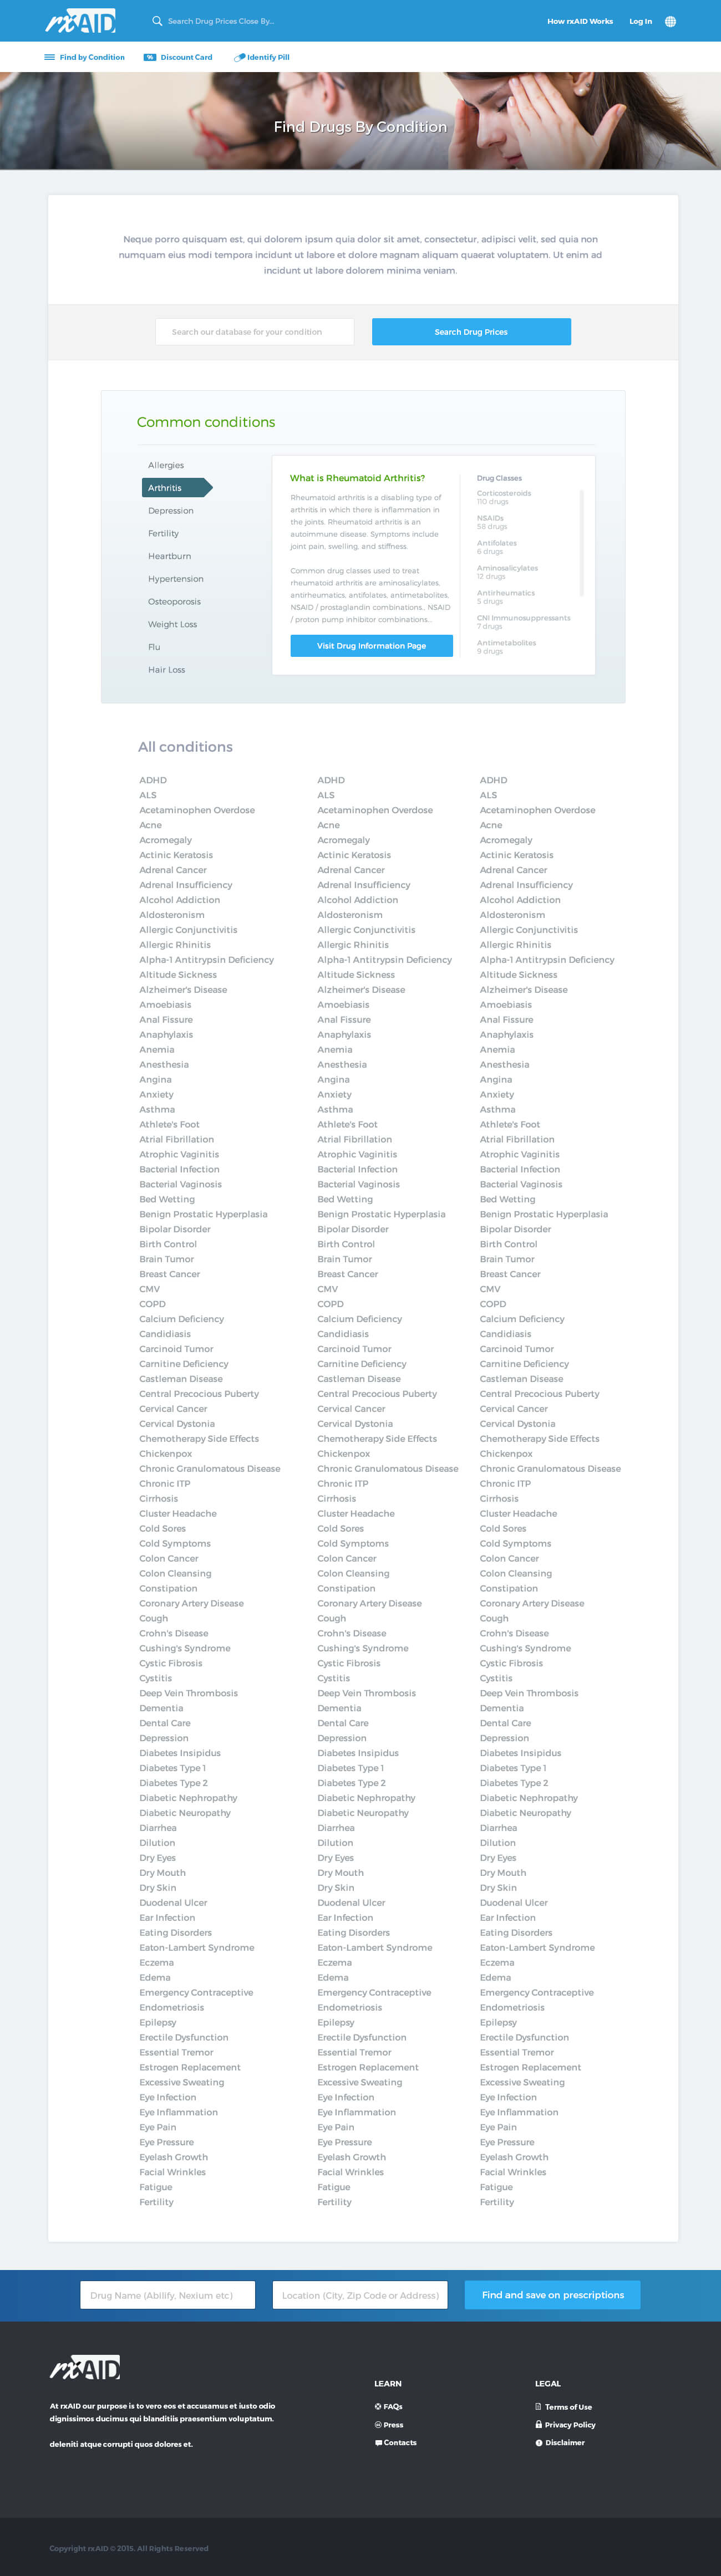 rxAID
Search Drug Prices Close By...
How rxAID Works
Log In
Find by Condition
Discount Card
Identify Pill
Find Drugs By Condition
Neque porro quisquam est, qui dolorem ipsum quia dolor sit amet, consectetur, adipisci velit, sed quia non
numquam eius modi tempora incidunt ut labore et dolore magnam aliquam quaerat voluptatem. Ut enim ad
incidunt ut labore dolorem minima veniam.
Search our database for your condition
Search Drug Prices
Common conditions
Allergies
Arthritis
Depression
Fertility
Heartburn
Hypertension
Osteoporosis
Weight Loss
Flu
Hair Loss
What is Rheumatoid Arthritis?
Rheumatoid arthritis is a disabling type of
arthritis in which there is inflammation in
the joints. Rheumatoid arthritis is an
autoimmune disease. Symptoms include
joint pain, swelling, and stiffness.
Common drug classes used to treat
rheumatoid arthritis are aminosalicylates,
antirheumatics, antifolates, antimetabolites,
NSAID / prostaglandin combinations., NSAID
/ proton pump inhibitor combinations...
Visit Drug Information Page
Drug Classes
Corticosteroids
110 drugs
NSAIDs
58 drugs
Antifolates
6 drugs
Aminosalicylates
12 drugs
Antirheumatics
5 drugs
CNI Immunosuppressants
7 drugs
Antimetabolites
9 drugs
All conditions
ADHD ADHD ADHD
ALS ALS ALS
Acetaminophen Overdose Acetaminophen Overdose Acetaminophen Overdose
Acne Acne Acne
Acromegaly Acromegaly Acromegaly
Actinic Keratosis Actinic Keratosis Actinic Keratosis
Adrenal Cancer Adrenal Cancer Adrenal Cancer
Adrenal Insufficiency Adrenal Insufficiency Adrenal Insufficiency
Alcohol Addiction Alcohol Addiction Alcohol Addiction
Aldosteronism Aldosteronism Aldosteronism
Allergic Conjunctivitis Allergic Conjunctivitis Allergic Conjunctivitis
Allergic Rhinitis Allergic Rhinitis Allergic Rhinitis
Alpha-1 Antitrypsin Deficiency Alpha-1 Antitrypsin Deficiency Alpha-1 Antitrypsin Deficiency
Altitude Sickness Altitude Sickness Altitude Sickness
Alzheimer's Disease Alzheimer's Disease Alzheimer's Disease
Amoebiasis Amoebiasis Amoebiasis
Anal Fissure Anal Fissure Anal Fissure
Anaphylaxis Anaphylaxis Anaphylaxis
Anemia Anemia Anemia
Anesthesia Anesthesia Anesthesia
Angina Angina Angina
Anxiety Anxiety Anxiety
Asthma Asthma Asthma
Athlete's Foot Athlete's Foot Athlete's Foot
Atrial Fibrillation Atrial Fibrillation Atrial Fibrillation
Atrophic Vaginitis Atrophic Vaginitis Atrophic Vaginitis
Bacterial Infection Bacterial Infection Bacterial Infection
Bacterial Vaginosis Bacterial Vaginosis Bacterial Vaginosis
Bed Wetting Bed Wetting Bed Wetting
Benign Prostatic Hyperplasia Benign Prostatic Hyperplasia Benign Prostatic Hyperplasia
Bipolar Disorder Bipolar Disorder Bipolar Disorder
Birth Control Birth Control Birth Control
Brain Tumor Brain Tumor Brain Tumor
Breast Cancer Breast Cancer Breast Cancer
CMV CMV CMV
COPD COPD COPD
Calcium Deficiency Calcium Deficiency Calcium Deficiency
Candidiasis Candidiasis Candidiasis
Carcinoid Tumor Carcinoid Tumor Carcinoid Tumor
Carnitine Deficiency Carnitine Deficiency Carnitine Deficiency
Castleman Disease Castleman Disease Castleman Disease
Central Precocious Puberty Central Precocious Puberty Central Precocious Puberty
Cervical Cancer Cervical Cancer Cervical Cancer
Cervical Dystonia Cervical Dystonia Cervical Dystonia
Chemotherapy Side Effects Chemotherapy Side Effects Chemotherapy Side Effects
Chickenpox Chickenpox Chickenpox
Chronic Granulomatous Disease Chronic Granulomatous Disease Chronic Granulomatous Disease
Chronic ITP Chronic ITP Chronic ITP
Cirrhosis Cirrhosis Cirrhosis
Cluster Headache Cluster Headache Cluster Headache
Cold Sores Cold Sores Cold Sores
Cold Symptoms Cold Symptoms Cold Symptoms
Colon Cancer Colon Cancer Colon Cancer
Colon Cleansing Colon Cleansing Colon Cleansing
Constipation Constipation Constipation
Coronary Artery Disease Coronary Artery Disease Coronary Artery Disease
Cough Cough Cough
Crohn's Disease Crohn's Disease Crohn's Disease
Cushing's Syndrome Cushing's Syndrome Cushing's Syndrome
Cystic Fibrosis Cystic Fibrosis Cystic Fibrosis
Cystitis Cystitis Cystitis
Deep Vein Thrombosis Deep Vein Thrombosis Deep Vein Thrombosis
Dementia Dementia Dementia
Dental Care Dental Care Dental Care
Depression Depression Depression
Diabetes Insipidus Diabetes Insipidus Diabetes Insipidus
Diabetes Type 1 Diabetes Type 1 Diabetes Type 1
Diabetes Type 2 Diabetes Type 2 Diabetes Type 2
Diabetic Nephropathy Diabetic Nephropathy Diabetic Nephropathy
Diabetic Neuropathy Diabetic Neuropathy Diabetic Neuropathy
Diarrhea Diarrhea Diarrhea
Dilution Dilution Dilution
Dry Eyes Dry Eyes Dry Eyes
Dry Mouth Dry Mouth Dry Mouth
Dry Skin Dry Skin Dry Skin
Duodenal Ulcer Duodenal Ulcer Duodenal Ulcer
Ear Infection Ear Infection Ear Infection
Eating Disorders Eating Disorders Eating Disorders
Eaton-Lambert Syndrome Eaton-Lambert Syndrome Eaton-Lambert Syndrome
Eczema Eczema Eczema
Edema Edema Edema
Emergency Contraceptive Emergency Contraceptive Emergency Contraceptive
Endometriosis Endometriosis Endometriosis
Epilepsy Epilepsy Epilepsy
Erectile Dysfunction Erectile Dysfunction Erectile Dysfunction
Essential Tremor Essential Tremor Essential Tremor
Estrogen Replacement Estrogen Replacement Estrogen Replacement
Excessive Sweating Excessive Sweating Excessive Sweating
Eye Infection Eye Infection Eye Infection
Eye Inflammation Eye Inflammation Eye Inflammation
Eye Pain Eye Pain Eye Pain
Eye Pressure Eye Pressure Eye Pressure
Eyelash Growth Eyelash Growth Eyelash Growth
Facial Wrinkles Facial Wrinkles Facial Wrinkles
Fatigue Fatigue Fatigue
Fertility Fertility Fertility
Drug Name (Abilify, Nexium etc)
Location (City, Zip Code or Address)
Find and save on prescriptions
rxAID
At rxAID our purpose is to vero eos et accusamus et iusto odio
dignissimos ducimus qui blanditiis praesentium voluptatum.
deleniti atque corrupti quos dolores et.
LEARN
FAQs
Press
Contacts
LEGAL
Terms of Use
Privacy Policy
Disclaimer
Copyright rxAID © 2015. All Rights Reserved